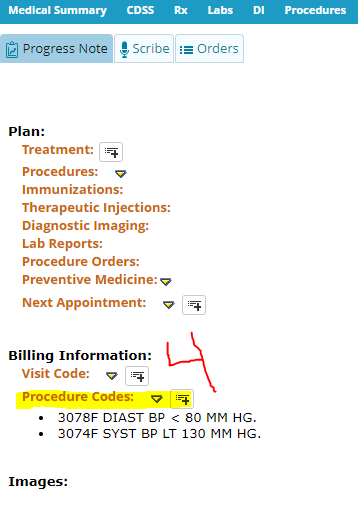 Medical Summary CDSS Rx Labs DI Procedures
Progress Note Scribe Orders
Plan:
Treatment:
Procedures:
Immunizations:
Therapeutic Injections:
Diagnostic Imaging:
Lab Reports:
Procedure Orders:
Preventive Medicine:
Next Appointment:
Billing Information:
4
Visit Code:
Procedure Codes:
• 3078F DIAST BP < 80 MM HG.
• 3074F SYST BP LT 130 MM HG.
Images: